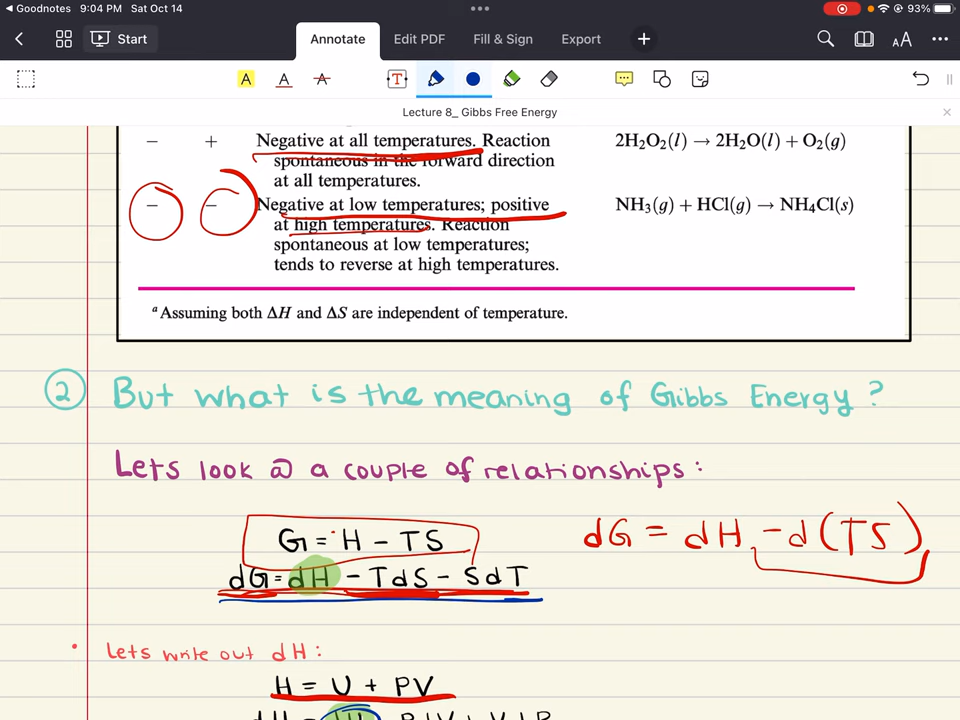 Goodnotes 9:04 PM Sat Oct 14 93%
Start Annotate Edit PDF Fill & Sign Export
Lecture 8_ Gibbs Free Energy
− + Negative at all temperatures. Reaction 2H₂O₂(l) → 2H₂O(l) + O₂(g)
spontaneous in the forward direction
at all temperatures.
− − Negative at low temperatures; positive NH₃(g) + HCl(g) → NH₄Cl(s)
at high temperatures. Reaction
spontaneous at low temperatures;
tends to reverse at high temperatures.
ᵃ Assuming both ΔH and ΔS are independent of temperature.
② But what is the meaning of Gibbs Energy?
Lets look @ a couple of relationships:
G = H − TS
dG = dH − d(TS)
dG = dH − TdS − SdT
• Lets write out dH:
H = U + PV